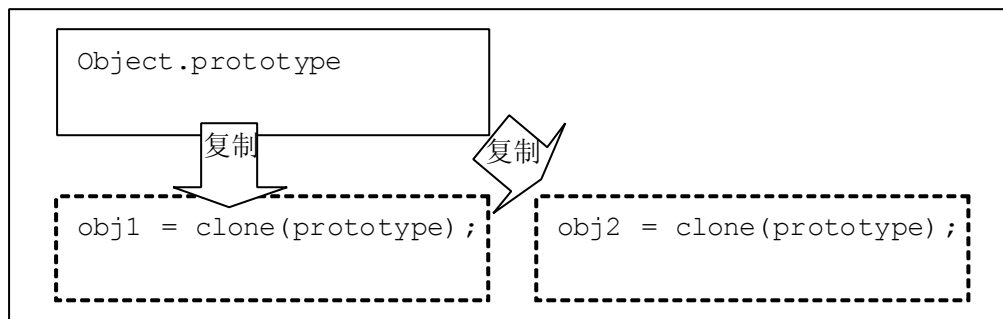 Object.prototype
复制
复制
obj1 = clone(prototype);
obj2 = clone(prototype);